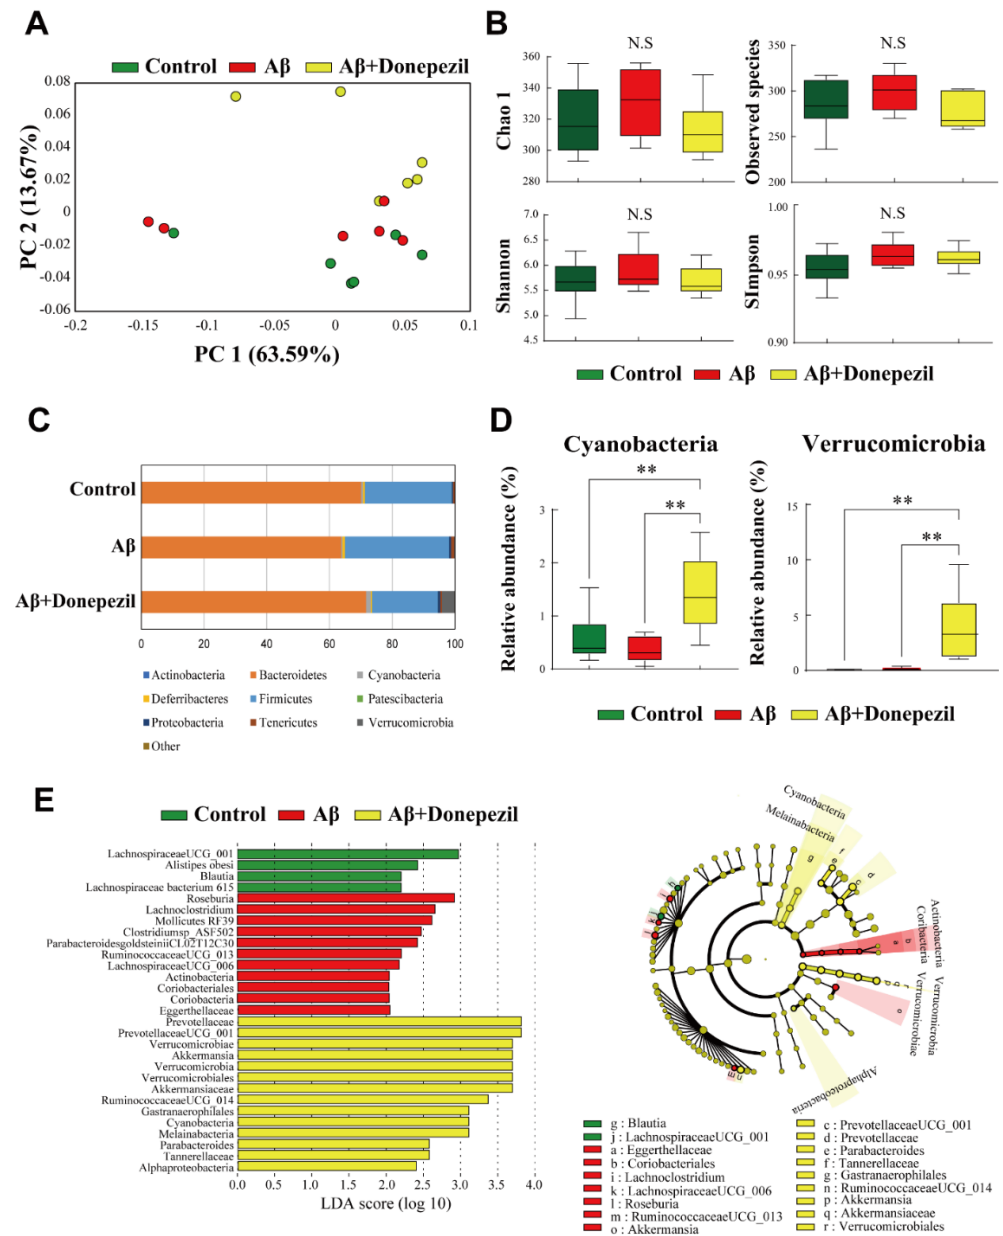 A
Control Aβ Aβ+Donepezil
PC 2 (13.67%)
0.08
0.06
0.04
0.02
0
-0.02
-0.04
-0.06
-0.2 -0.15 -0.1 -0.05 0 0.05 0.1
PC 1 (63.59%)
B
N.S
Chao 1
360
340
320
300
280
N.S
Observed species
350
300
250
200
N.S
Shannon
7.0
6.5
6.0
5.5
5.0
4.5
N.S
SImpson
1.00
0.95
0.90
Control Aβ Aβ+Donepezil
C
Control
Aβ
Aβ+Donepezil
0 20 40 60 80 100
Actinobacteria Bacteroidetes Cyanobacteria
Deferribacteres Firmicutes Patescibacteria
Proteobacteria Tenericutes Verrucomicrobia
Other
D
Cyanobacteria
Relative abundance (%)
3
2
1
0
**
**
Verrucomicrobia
Relative abundance (%)
15
10
5
0
**
**
Control Aβ Aβ+Donepezil
E
Control Aβ Aβ+Donepezil
LachnospiraceaeUCG_001
Alistipes obesi
Blautia
Lachnospiraceae bacterium 615
Roseburia
Lachnoclostridium
Mollicutes RF39
Clostridiumsp_ASF502
ParabacteroidesgoldsteiniiCL02T12C30
RuminococcaceaeUCG_013
LachnospiraceaeUCG_006
Actinobacteria
Coriobacteriales
Coriobacteria
Eggerthellaceae
Prevotellaceae
PrevotellaceaeUCG_001
Verrucomicrobiae
Akkermansia
Verrucomicrobia
Verrucomicrobiales
Akkermansiaceae
RuminococcaceaeUCG_014
Gastranaerophilales
Cyanobacteria
Melainabacteria
Parabacteroides
Tannerellaceae
Alphaproteobacteria
0.0 0.5 1.0 1.5 2.0 2.5 3.0 3.5 4.0
LDA score (log 10)
Cyanobacteria
Melainabacteria
g
f
e
d
c
Actinobacteria
Coribacteria
a
b
Verrucomicrobia
Verrucomicrobiae
o
Alphaproteobacteria
k
m
n
g : Blautia
j : LachnospiraceaeUCG_001
a : Eggerthellaceae
b : Coriobacteriales
i : Lachnoclostridium
k : LachnospiraceaeUCG_006
l : Roseburia
m : RuminococcaceaeUCG_013
o : Akkermansia
c : PrevotellaceaeUCG_001
d : Prevotellaceae
e : Parabacteroides
f : Tannerellaceae
g : Gastranaerophilales
n : RuminococcaceaeUCG_014
p : Akkermansia
q : Akkermansiaceae
r : Verrucomicrobiales